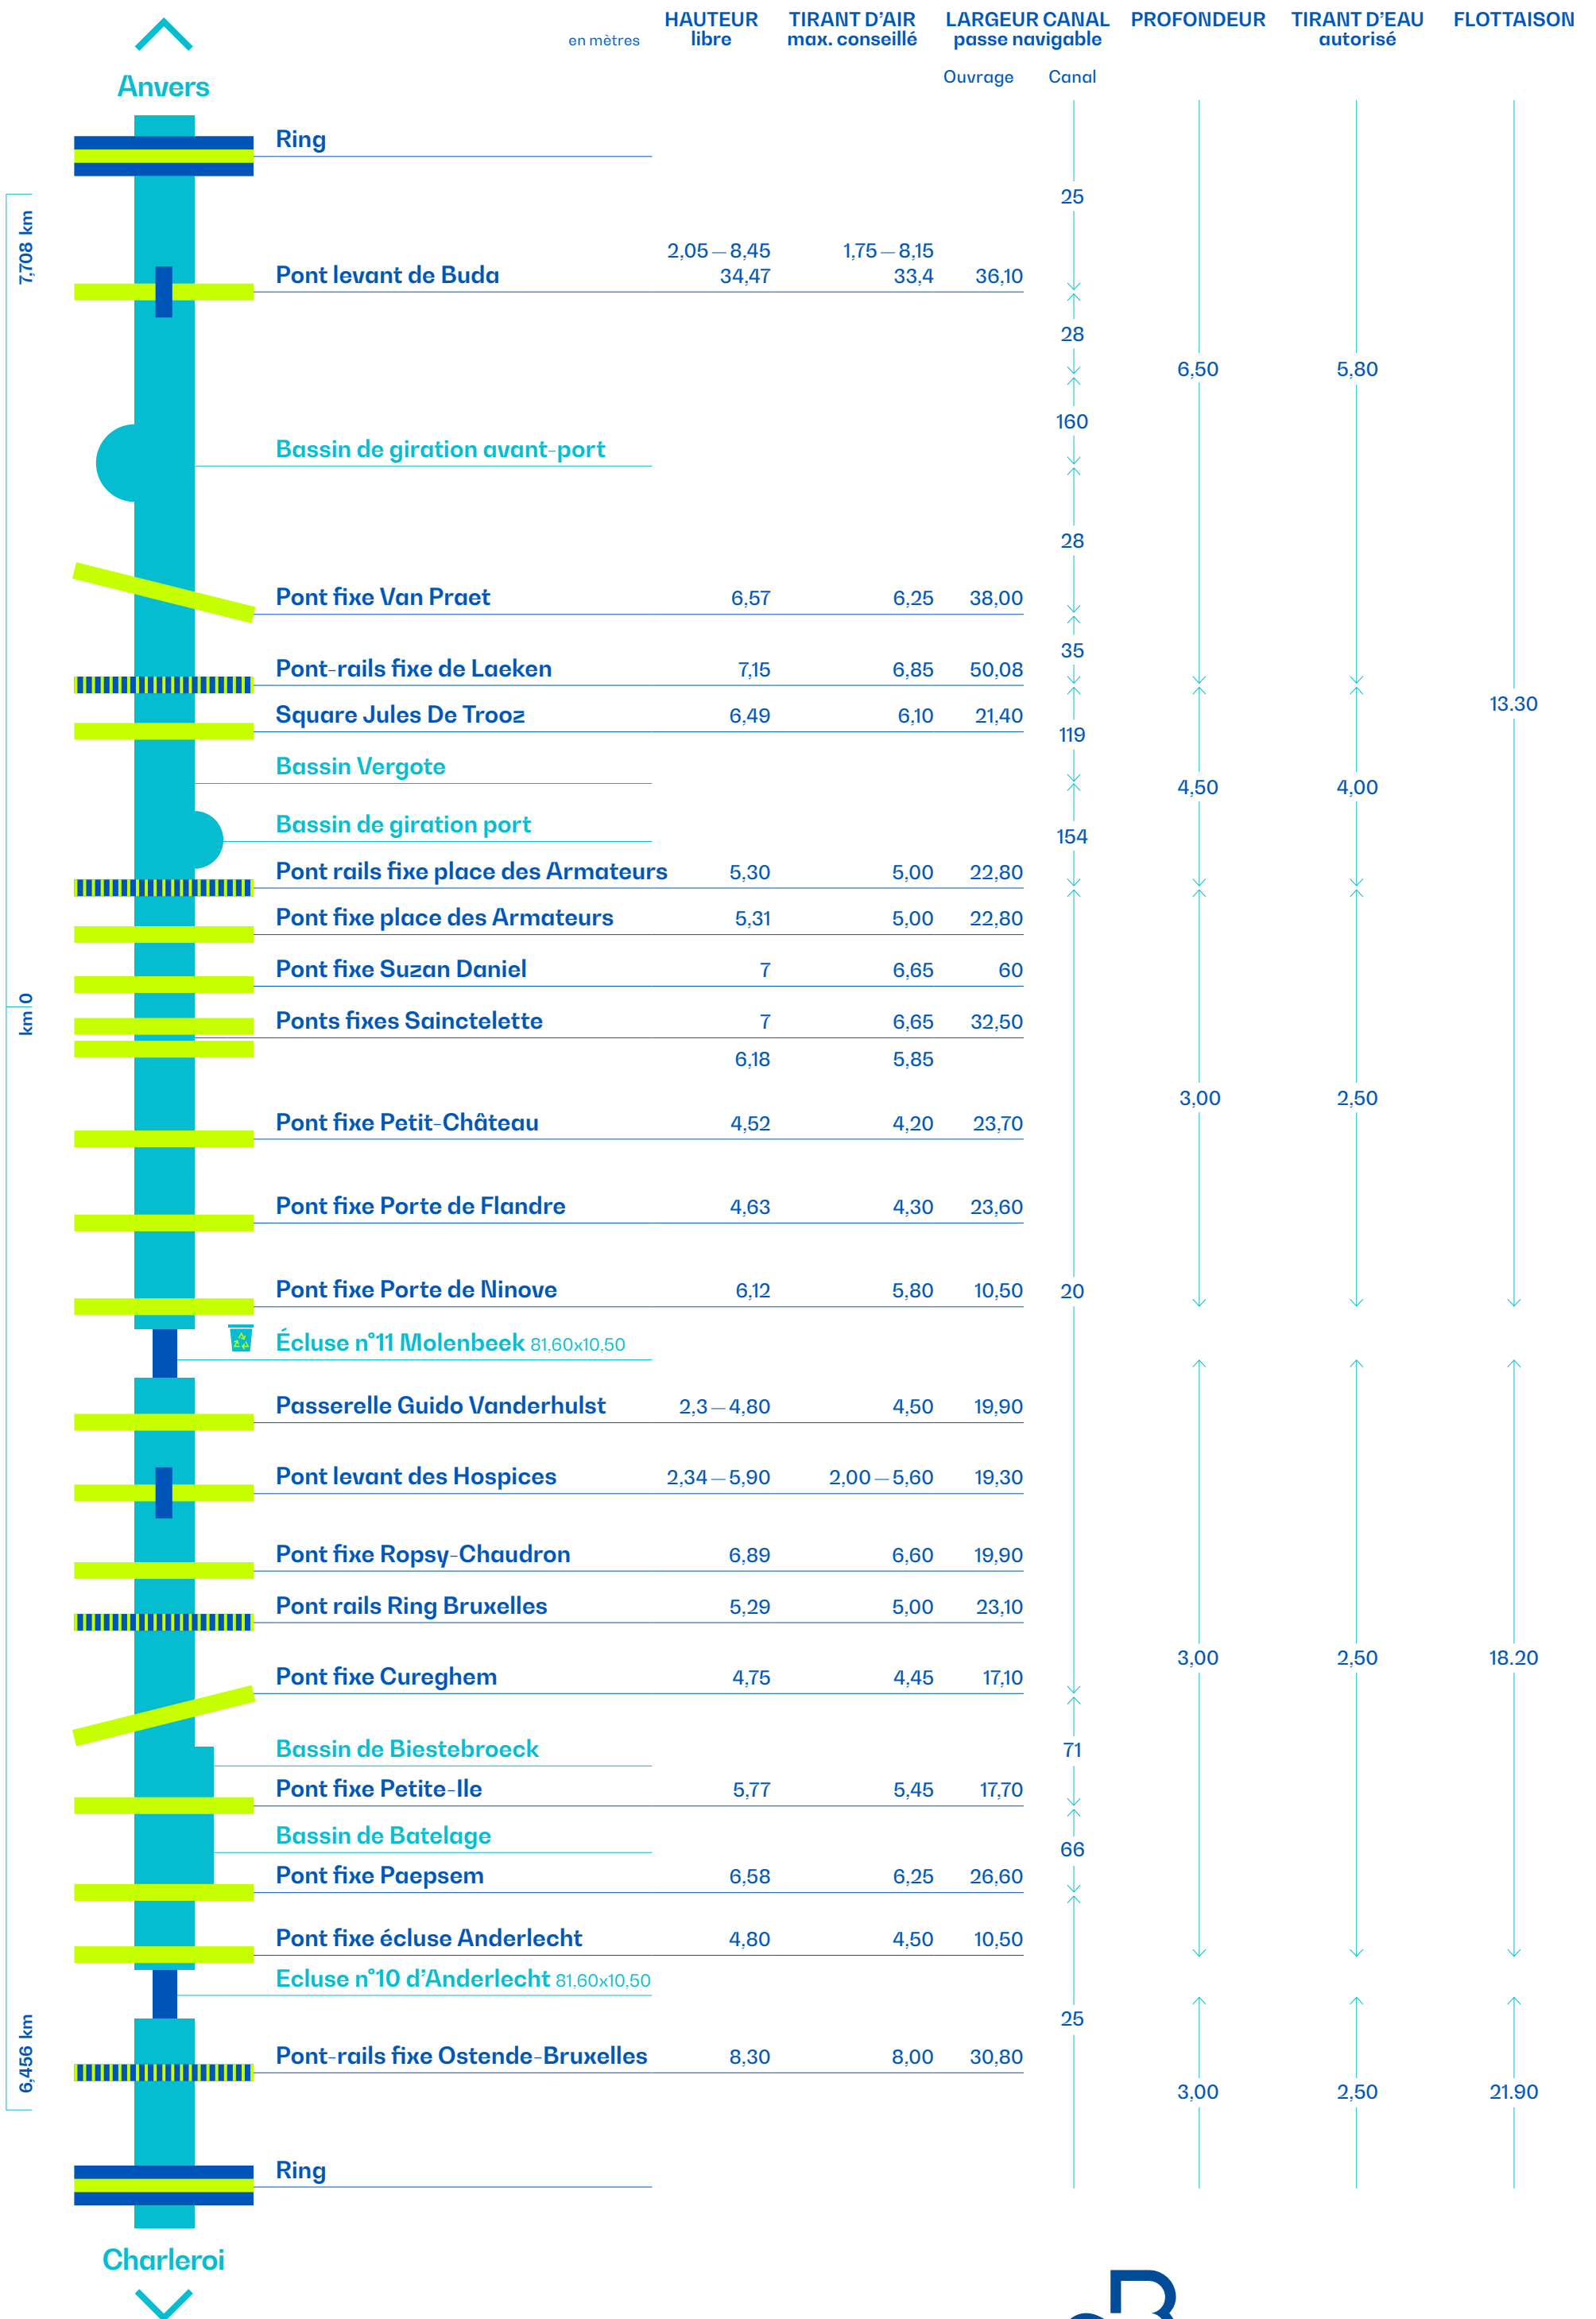 HAUTEUR TIRANT D'AIR LARGEUR CANAL PROFONDEUR TIRANT D'EAU FLOTTAISON
en mètres libre max. conseillé passe navigable autorisé
Ouvrage Canal
Anvers
Ring
25
7,708 km
2,05—8,45 1,75—8,15
Pont levant de Buda 34,47 33,4 36,10
28
6,50 5,80
160
Bassin de giration avant-port
28
Pont fixe Van Praet 6,57 6,25 38,00
35
Pont-rails fixe de Laeken 7,15 6,85 50,08
13.30
Square Jules De Trooz 6,49 6,10 21,40
119
Bassin Vergote
4,50 4,00
Bassin de giration port
154
Pont rails fixe place des Armateurs 5,30 5,00 22,80
Pont fixe place des Armateurs 5,31 5,00 22,80
Pont fixe Suzan Daniel 7 6,65 60
km 0
Ponts fixes Sainctelette 7 6,65 32,50
6,18 5,85
3,00 2,50
Pont fixe Petit-Château 4,52 4,20 23,70
Pont fixe Porte de Flandre 4,63 4,30 23,60
Pont fixe Porte de Ninove 6,12 5,80 10,50 20
Écluse n°11 Molenbeek 81,60x10,50
Passerelle Guido Vanderhulst 2,3—4,80 4,50 19,90
Pont levant des Hospices 2,34—5,90 2,00—5,60 19,30
Pont fixe Ropsy-Chaudron 6,89 6,60 19,90
Pont rails Ring Bruxelles 5,29 5,00 23,10
3,00 2,50 18.20
Pont fixe Cureghem 4,75 4,45 17,10
Bassin de Biestebroeck 71
Pont fixe Petite-Ile 5,77 5,45 17,70
Bassin de Batelage
66
Pont fixe Paepsem 6,58 6,25 26,60
Pont fixe écluse Anderlecht 4,80 4,50 10,50
Ecluse n°10 d'Anderlecht 81,60x10,50
25
6,456 km
Pont-rails fixe Ostende-Bruxelles 8,30 8,00 30,80
3,00 2,50 21.90
Ring
Charleroi